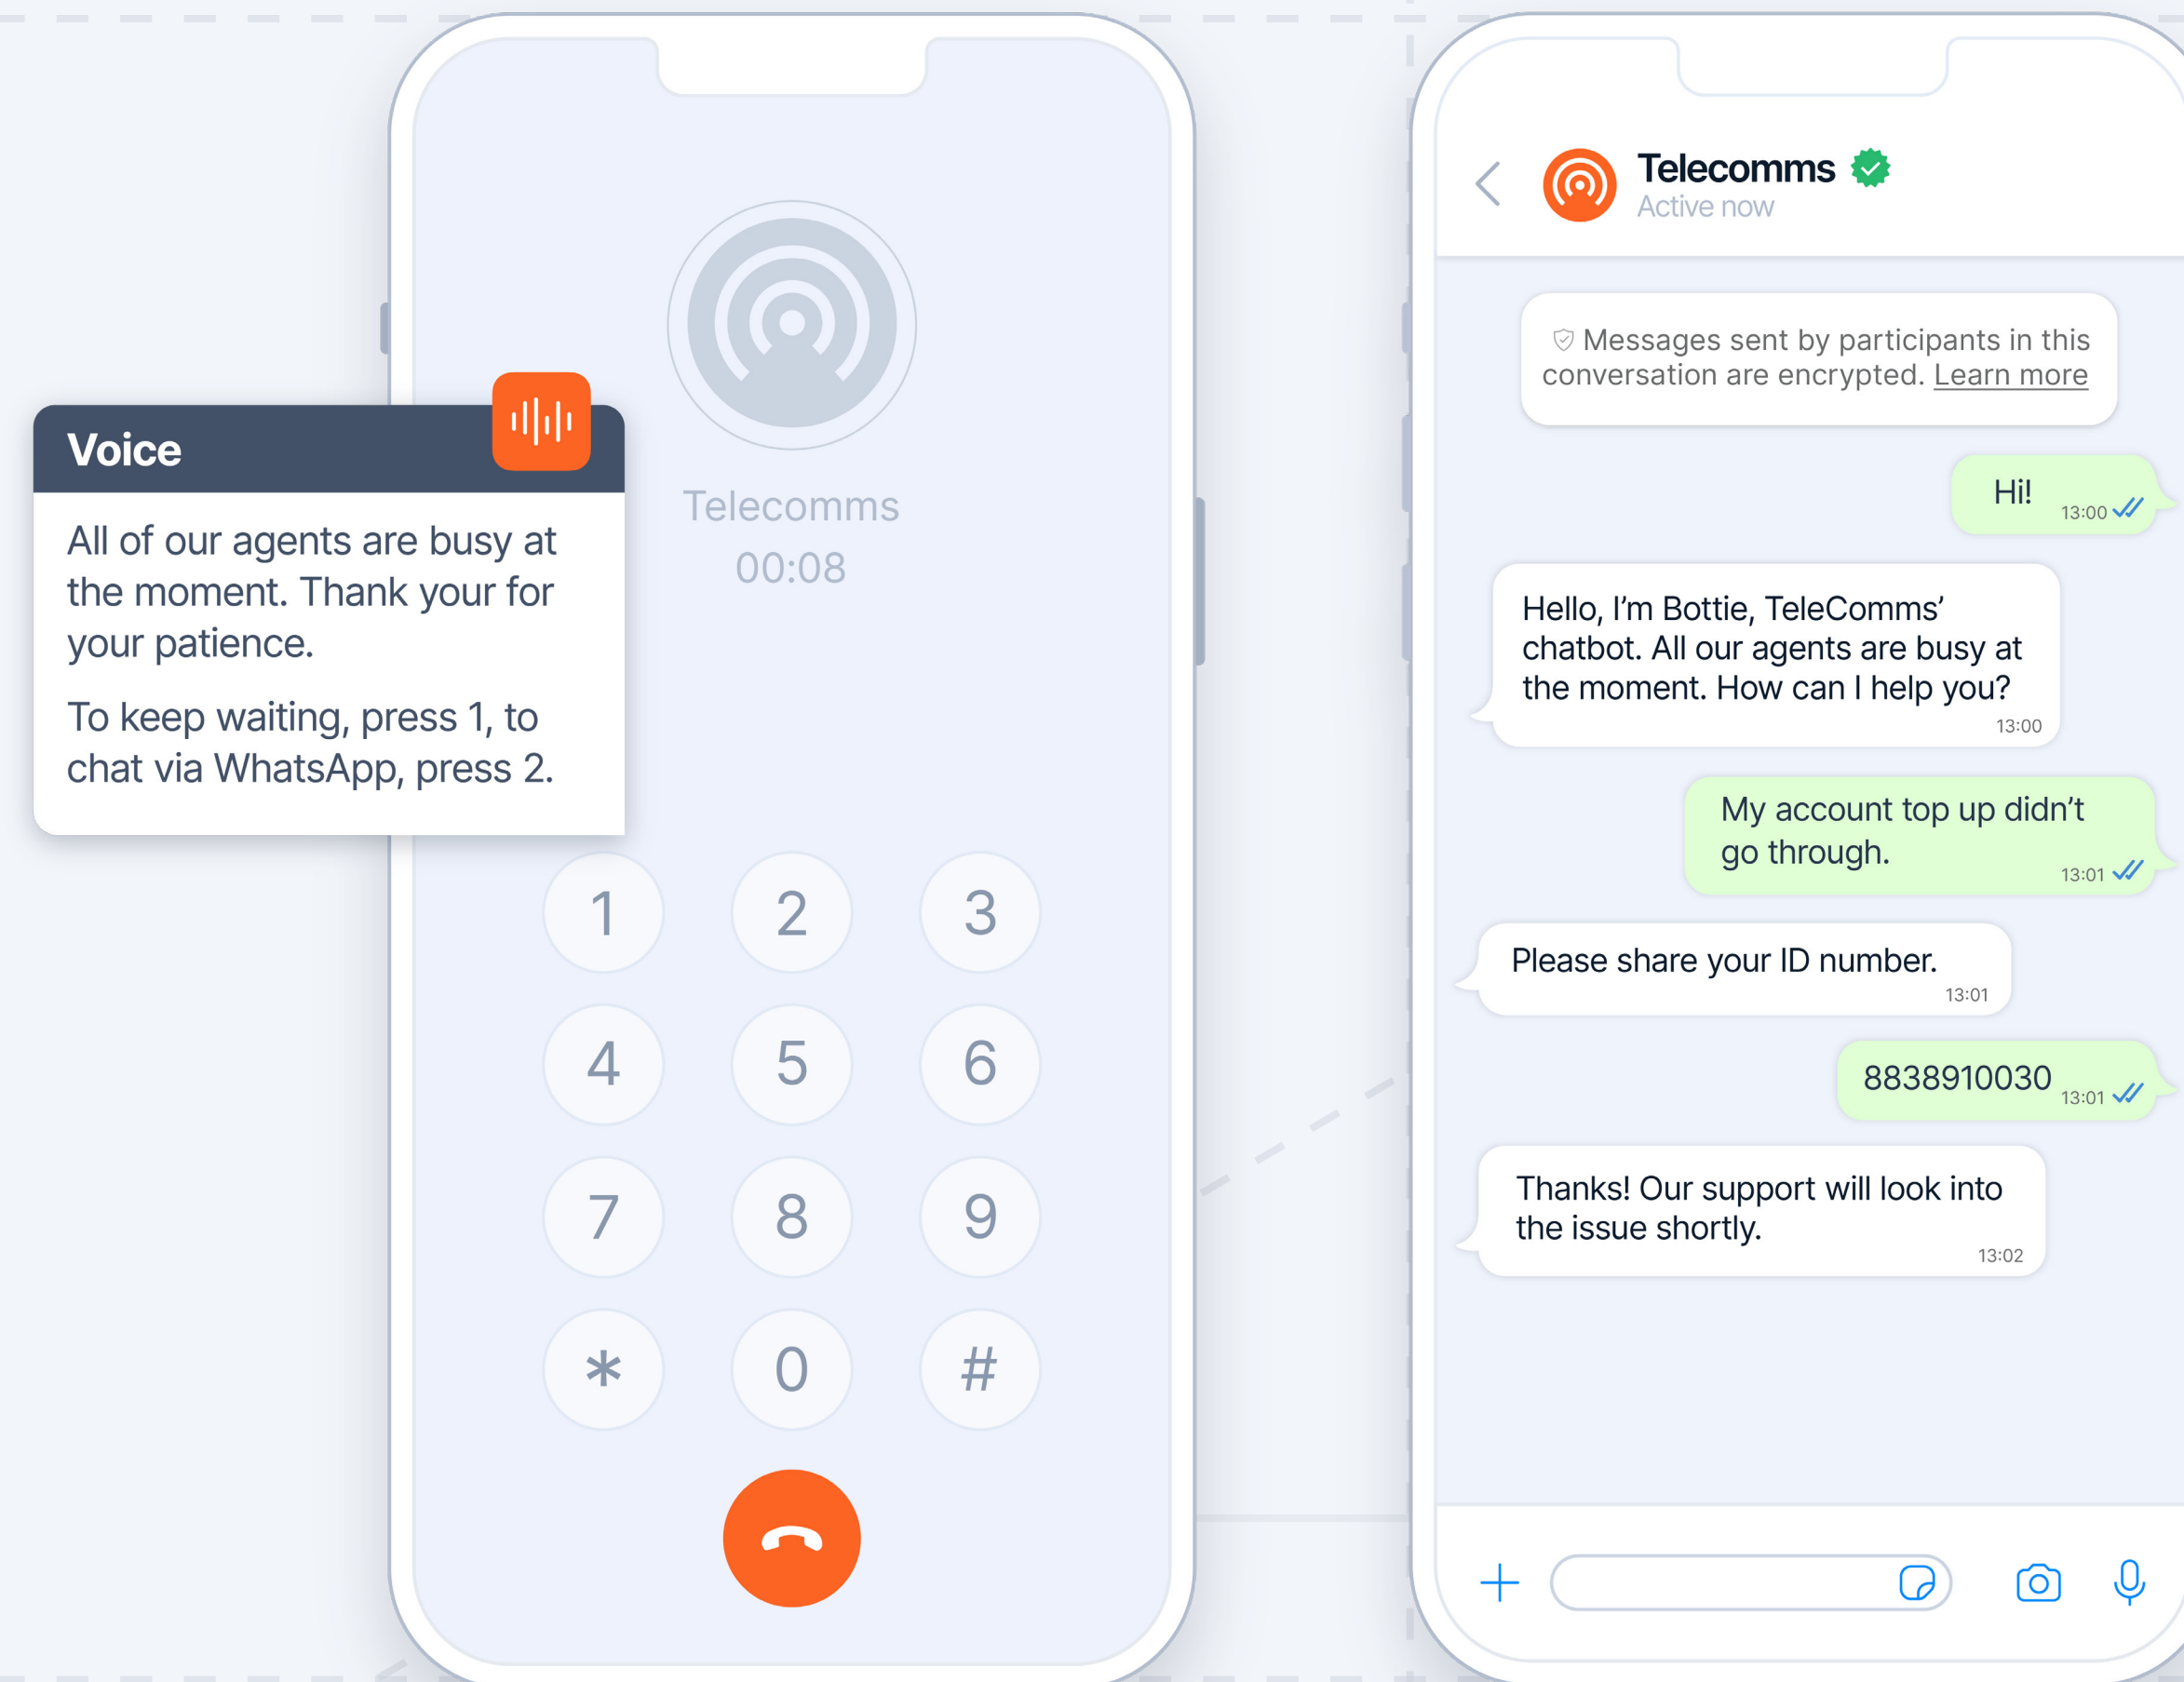 Voice
All of our agents are busy at
the moment. Thank your for
your patience.
To keep waiting, press 1, to
chat via WhatsApp, press 2.
Telecomms
00:08
1 2 3
4 5 6
7 8 9
* 0 #
Telecomms
Active now
Messages sent by participants in this
conversation are encrypted. Learn more
Hi!
13:00
Hello, I’m Bottie, TeleComms’
chatbot. All our agents are busy at
the moment. How can I help you?
13:00
My account top up didn’t
go through.
13:01
Please share your ID number.
13:01
8838910030
13:01
Thanks! Our support will look into
the issue shortly.
13:02